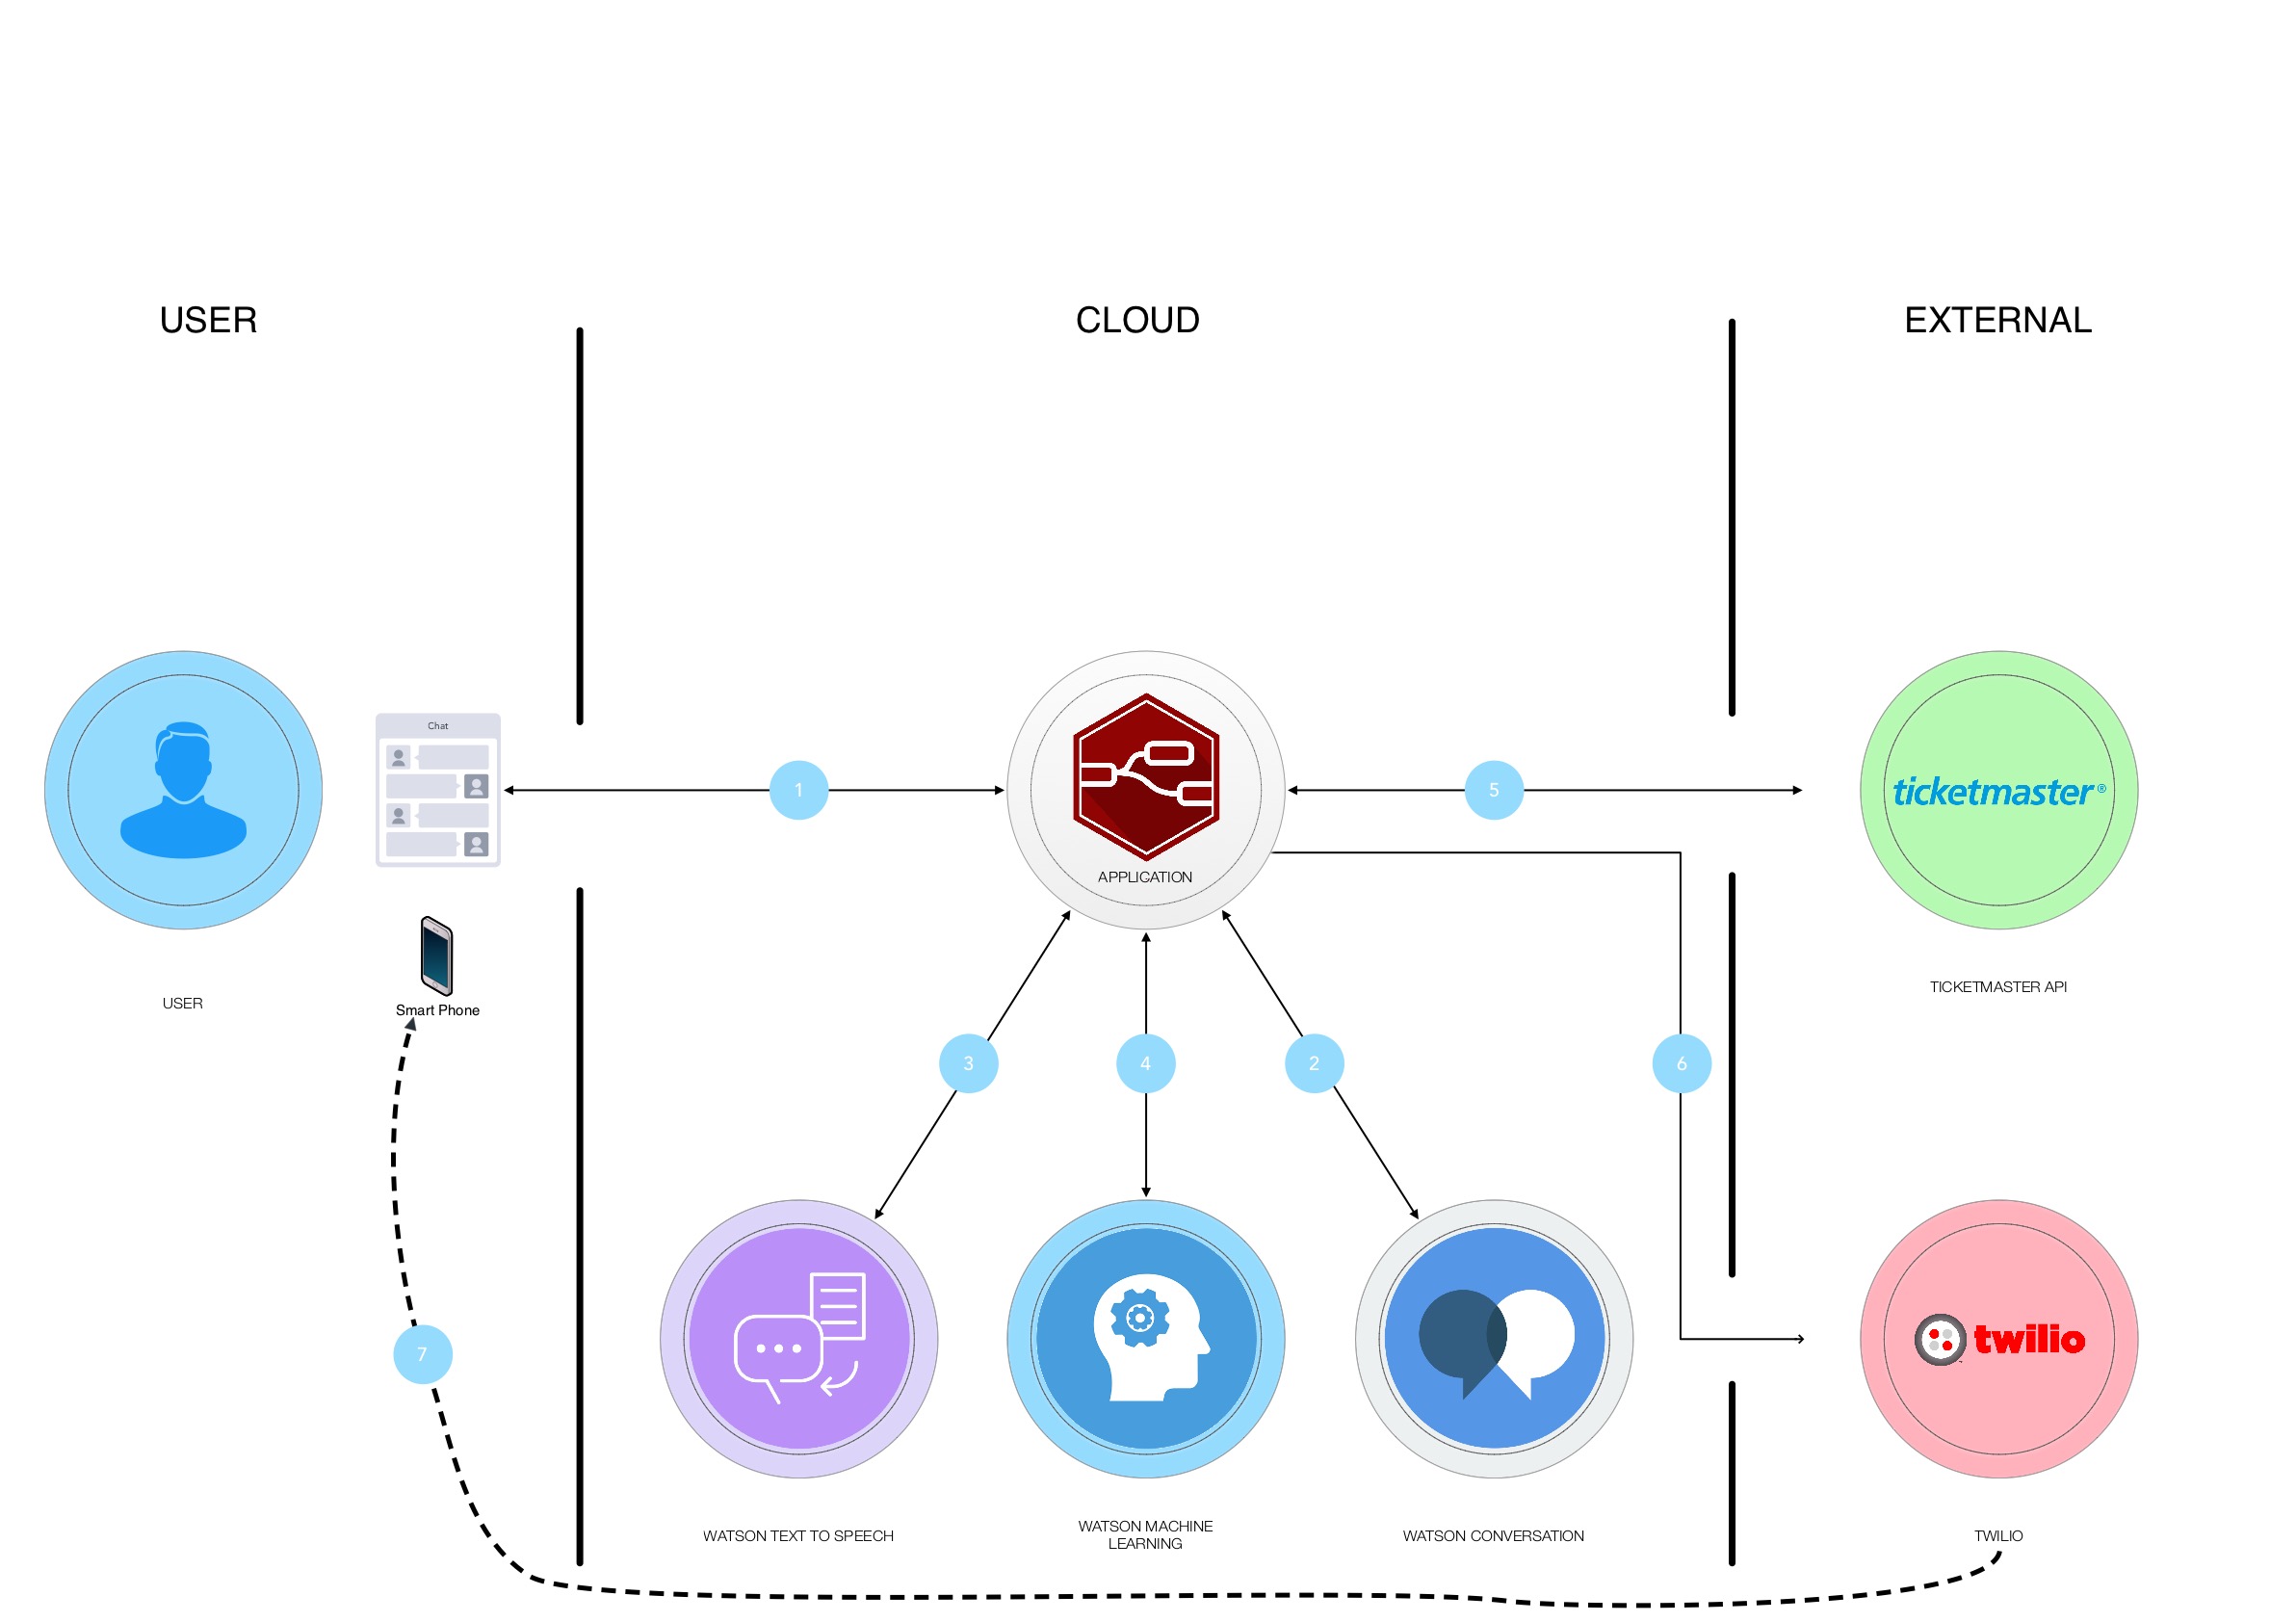 USER
CLOUD
EXTERNAL
Chat
1
5
ticketmaster®
APPLICATION
TICKETMASTER API
USER
Smart Phone
3
4
2
6
twilio
7
WATSON TEXT TO SPEECH
WATSON MACHINE
LEARNING
WATSON CONVERSATION
TWILIO